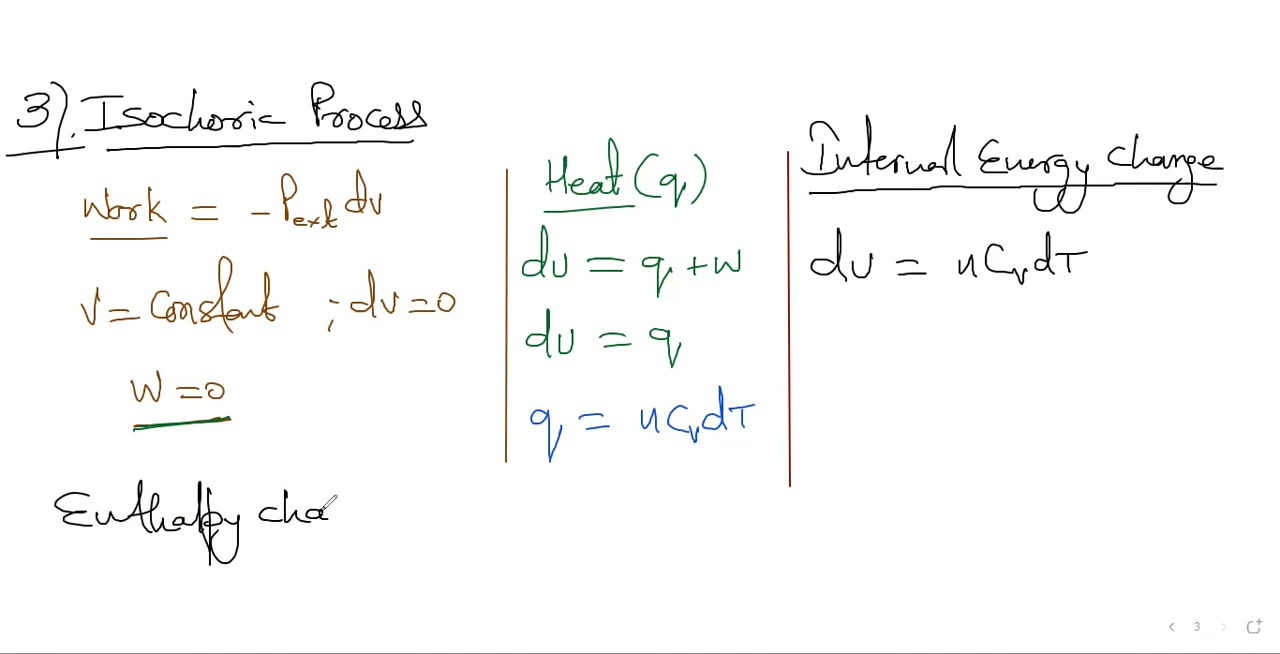 3). Isochoric Process
Work = -Pext dv
V = Constant ; dv=0
W=0
Enthalpy cha
Heat (q)
dU = q + w
dU = q
q = nCvdT
Internal Energy Change
dU = nCvdT
3